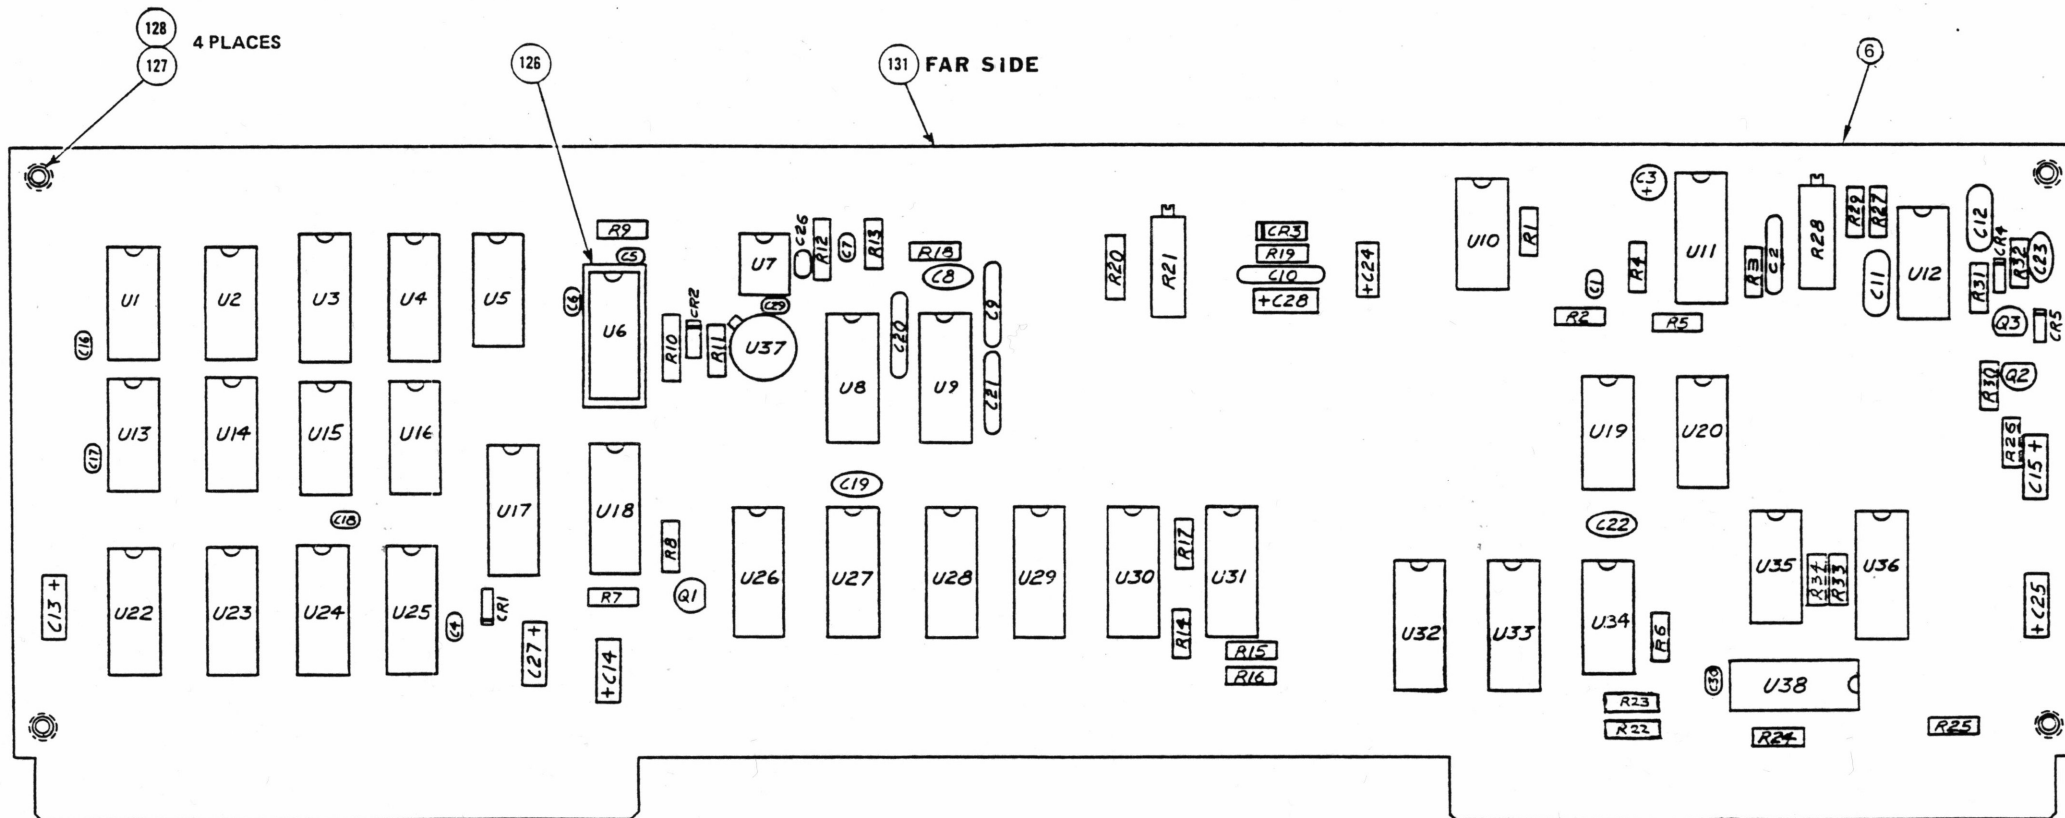 128
4 PLACES
127
126
131 FAR SIDE
6
C3
+
R9
C26
R12
C7
R13
R18
CR3
R20
R21
R19
+C24
U10
R1
R4
U11
R3
C2
R28
R29
R27
U12
C12
CR4
R32
C23
C5
U7
C8
C10
C1
C11
R31
U1
U2
U3
U4
U5
C6
CR2
C29
C9
+C28
R2
R5
Q3
CR5
C16
U6
R10
R11
U37
C20
U8
U9
C21
R30
Q2
U13
U14
U15
U16
U19
U20
R26
C15 +
C17
C19
C18
U17
U18
R8
C22
U26
U27
U28
U29
U30
R17
U31
U35
R34
R33
U36
C13 +
U22
U23
U24
U25
C4
CR1
R7
Q1
R14
U32
U33
U34
R6
+C25
C27 +
+C14
R15
R16
C30
U38
R23
R22
R24
R25